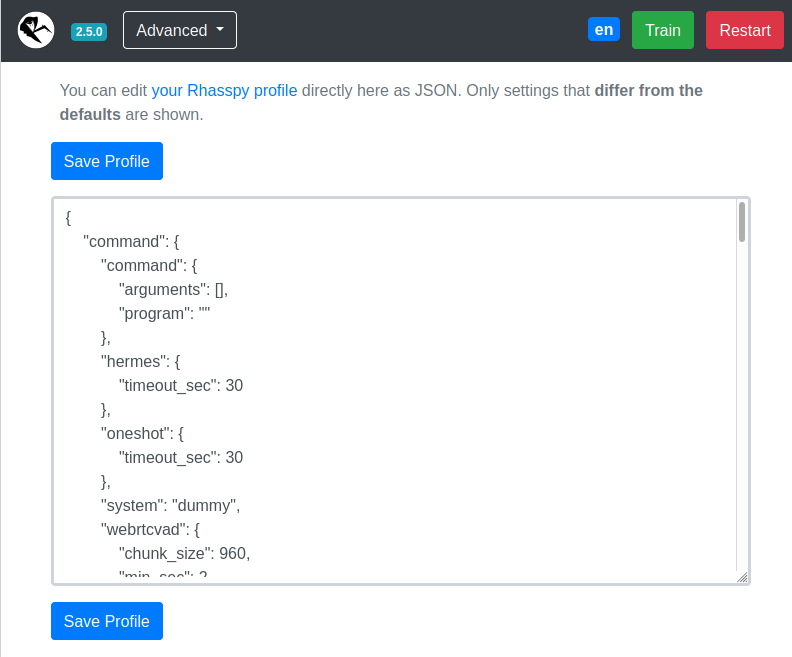 2.5.0 Advanced en Train Restart
You can edit your Rhasspy profile directly here as JSON. Only settings that differ from the
defaults are shown.
Save Profile
{
"command": {
"command": {
"arguments": [],
"program": ""
},
"hermes": {
"timeout_sec": 30
},
"oneshot": {
"timeout_sec": 30
},
"system": "dummy",
"webrtcvad": {
"chunk_size": 960,
"min_sec": 2,
Save Profile